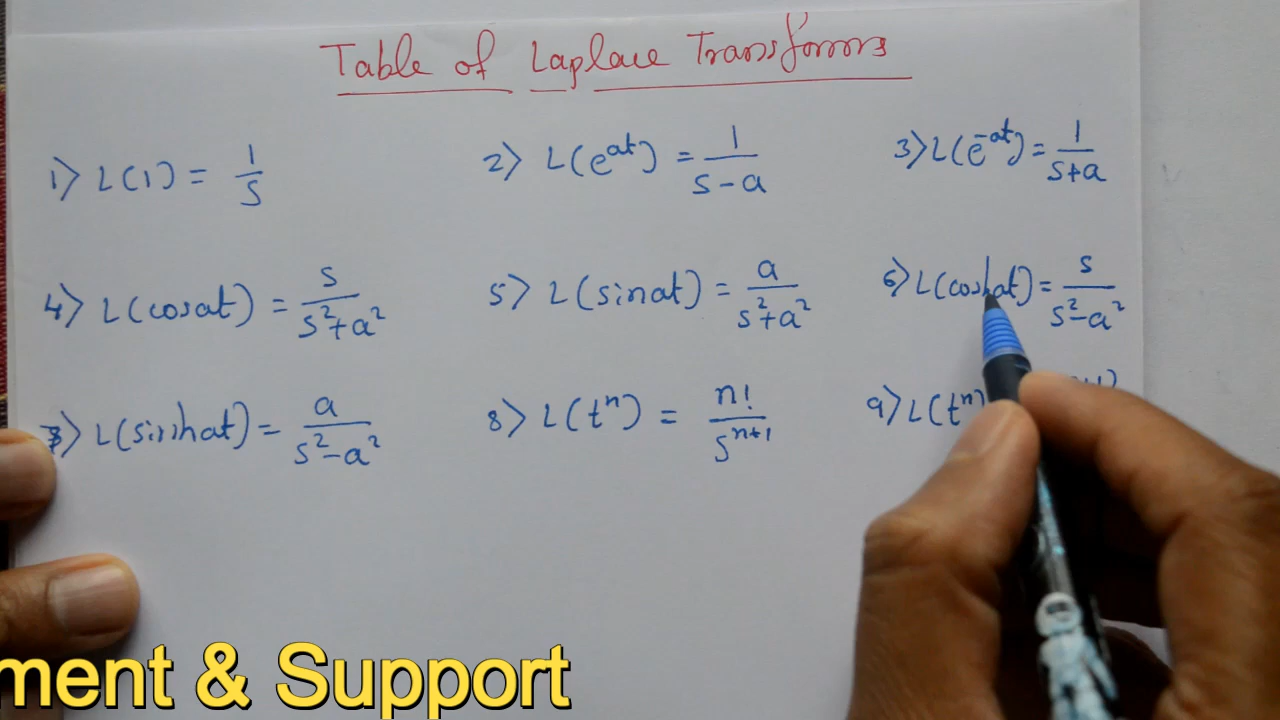 Table of Laplace Transforms
1) L(1) = 1/s
2) L(e^at) = 1/(s-a)
3) L(e^-at) = 1/(s+a)
4) L(cosat) = s/(s²+a²)
5) L(sinat) = a/(s²+a²)
6) L(coshat) = s/(s²-a²)
7) L(sinhat) = a/(s²-a²)
8) L(t^n) = n!/s^(n+1)
9) L(t^n)
ment & Support